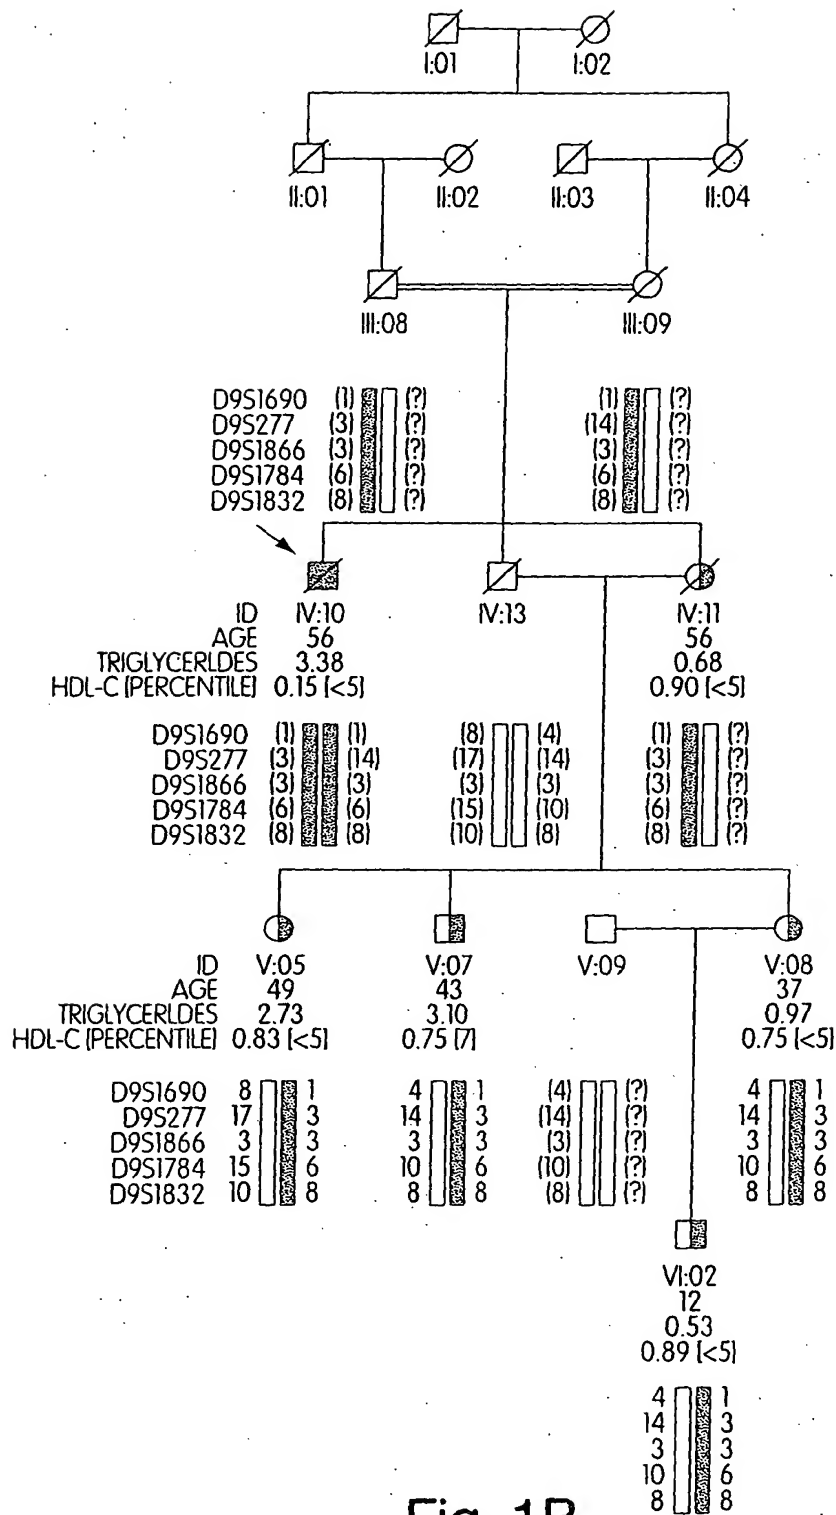 I:01 I:02
II:01 II:02 II:03 II:04
III:08 III:09
D9S1690 (1) (?) (1) (?)
D9S277 (3) (?) (14) (?)
D9S1866 (3) (?) (3) (?)
D9S1784 (6) (?) (6) (?)
D9S1832 (8) (?) (8) (?)
ID IV:10 IV:13 IV:11
AGE 56 56
TRIGLYCERLDES 3.38 0.68
HDL-C (PERCENTILE) 0.15 (<5) 0.90 (<5)
D9S1690 (1) (1) (8) (4) (1) (?)
D9S277 (3) (14) (17) (14) (3) (?)
D9S1866 (3) (3) (3) (3) (3) (?)
D9S1784 (6) (6) (15) (10) (6) (?)
D9S1832 (8) (8) (10) (8) (8) (?)
ID V:05 V:07 V:09 V:08
AGE 49 43 37
TRIGLYCERLDES 2.73 3.10 0.97
HDL-C (PERCENTILE) 0.83 (<5) 0.75 (7) 0.75 (<5)
D9S1690 8 1 4 1 (4) (?) 4 1
D9S277 17 3 14 3 (14) (?) 14 3
D9S1866 3 3 3 3 (3) (?) 3 3
D9S1784 15 6 10 6 (10) (?) 10 6
D9S1832 10 8 8 8 (8) (?) 8 8
VI:02
12
0.53
0.89 (<5)
4 1
14 3
3 3
10 6
8 8
Fig. 1B